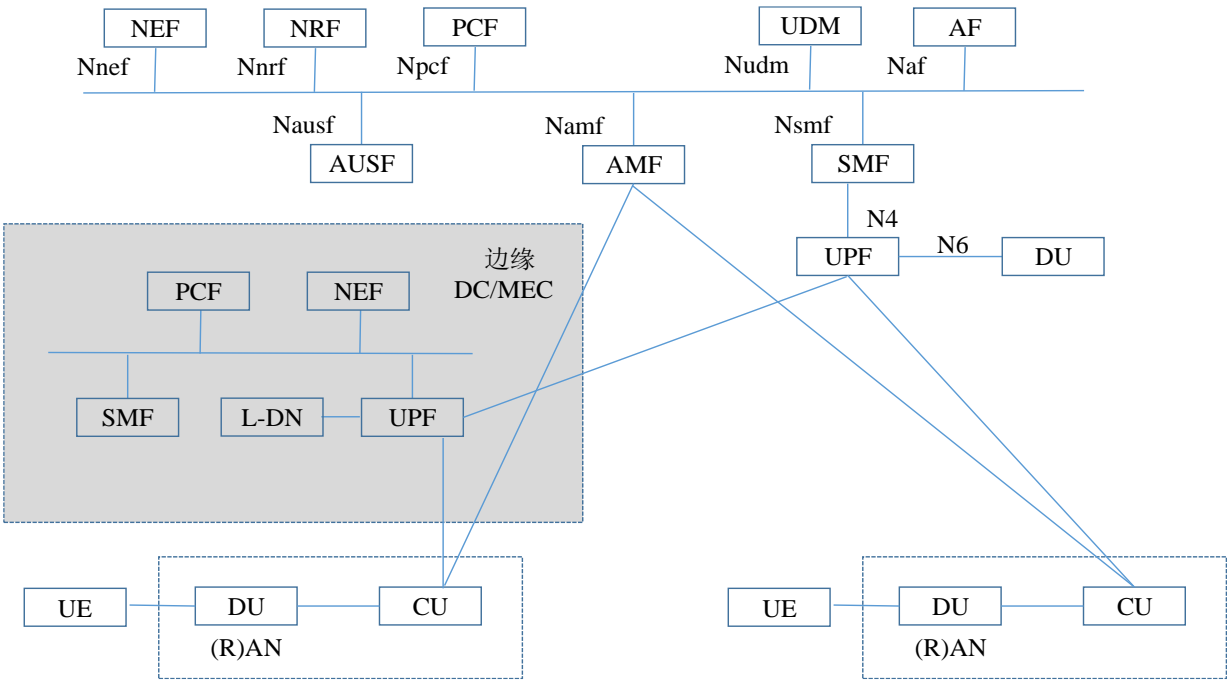 NEF
NRF
PCF
UDM
AF
Nnef
Nnrf
Npcf
Nudm
Naf
Nausf
Namf
Nsmf
AUSF
AMF
SMF
N4
N6
UPF
DU
边缘
DC/MEC
PCF
NEF
SMF
L-DN
UPF
UE
DU
CU
(R)AN
UE
DU
CU
(R)AN